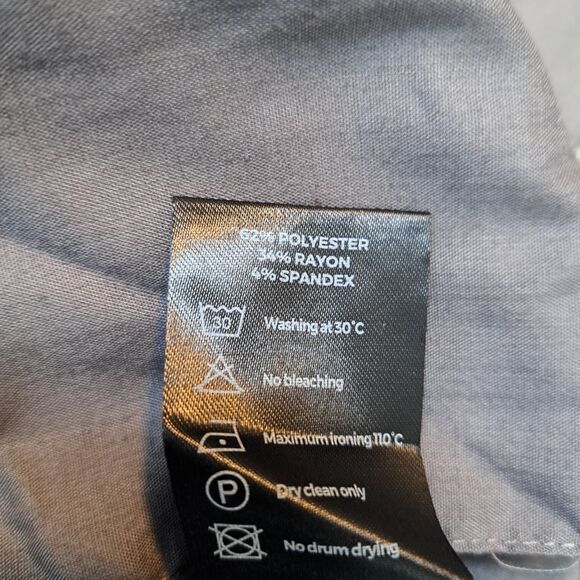 62% POLYESTER
34% RAYON
4% SPANDEX
30 Washing at 30°C
No bleaching
Maximum ironing 110°C
P Dry clean only
No drum drying